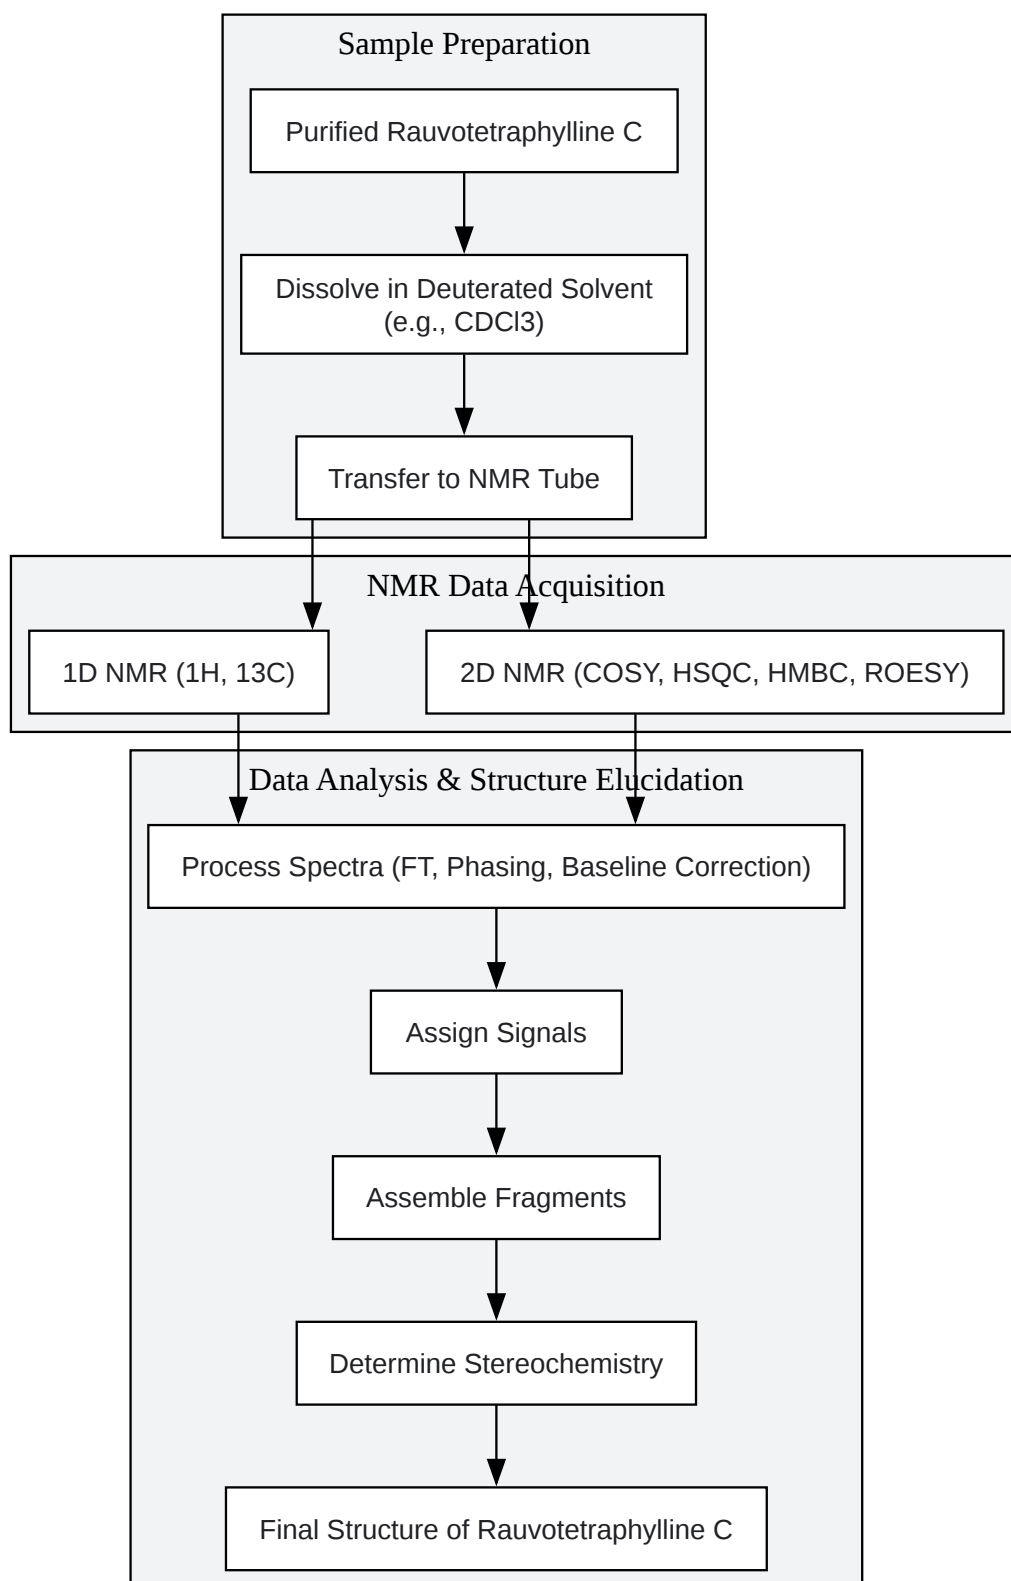 Sample Preparation
Purified Rauvotetraphylline C
Dissolve in Deuterated Solvent
(e.g., CDCl3)
Transfer to NMR Tube
NMR Data Acquisition
1D NMR (1H, 13C)
2D NMR (COSY, HSQC, HMBC, ROESY)
Data Analysis & Structure Elucidation
Process Spectra (FT, Phasing, Baseline Correction)
Assign Signals
Assemble Fragments
Determine Stereochemistry
Final Structure of Rauvotetraphylline C